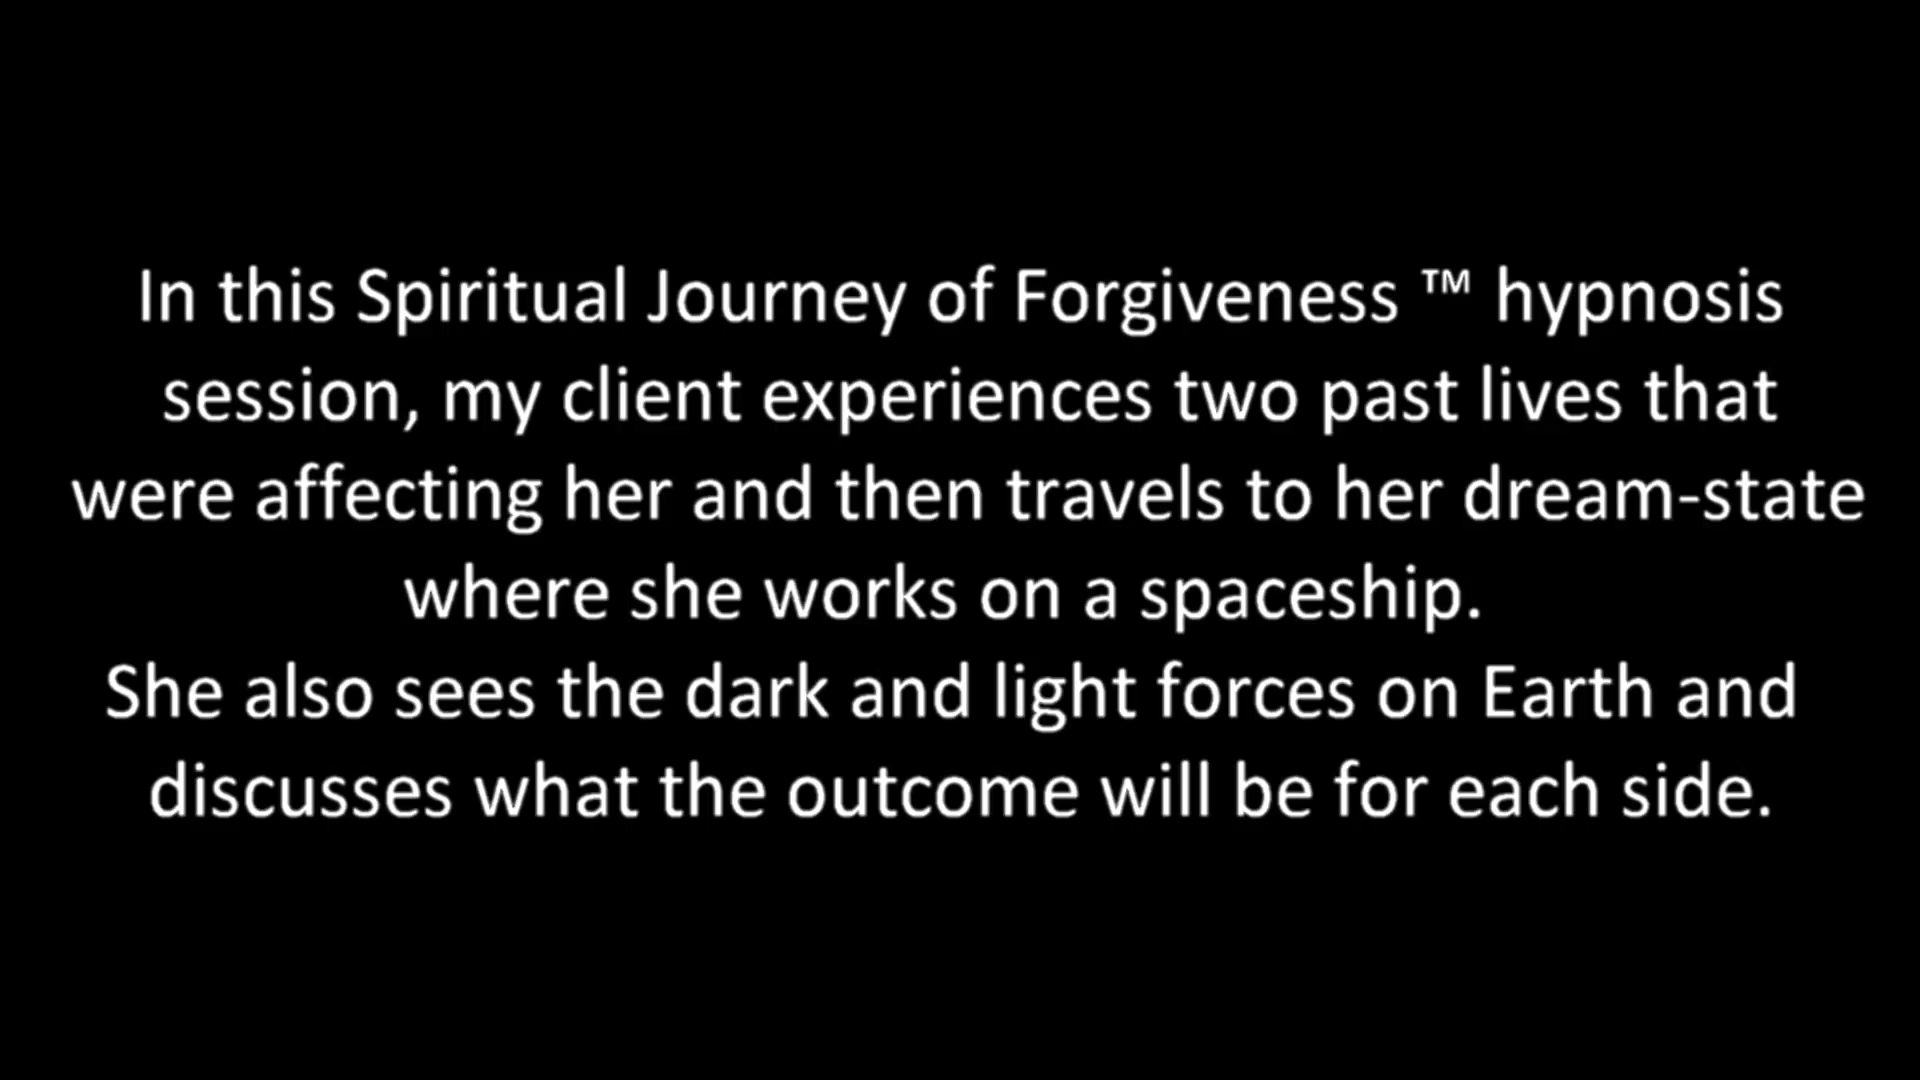 In this Spiritual Journey of Forgiveness ™ hypnosis
session, my client experiences two past lives that
were affecting her and then travels to her dream-state
where she works on a spaceship.
She also sees the dark and light forces on Earth and
discusses what the outcome will be for each side.